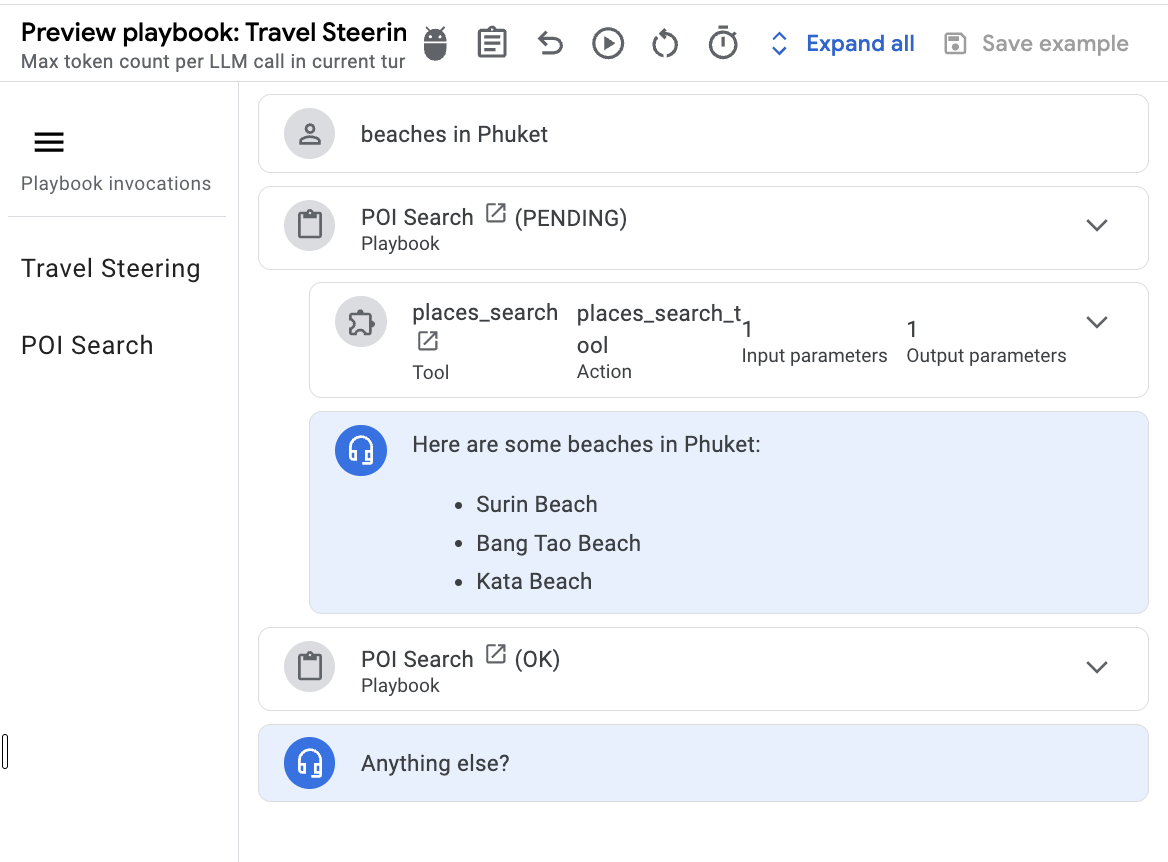 Preview playbook: Travel Steerin
Max token count per LLM call in current tur
Expand all
Save example
Playbook invocations
Travel Steering
POI Search
beaches in Phuket
POI Search (PENDING)
Playbook
places_search
Tool
places_search_t
ool
Action
1
Input parameters
1
Output parameters
Here are some beaches in Phuket:
• Surin Beach
• Bang Tao Beach
• Kata Beach
POI Search (OK)
Playbook
Anything else?